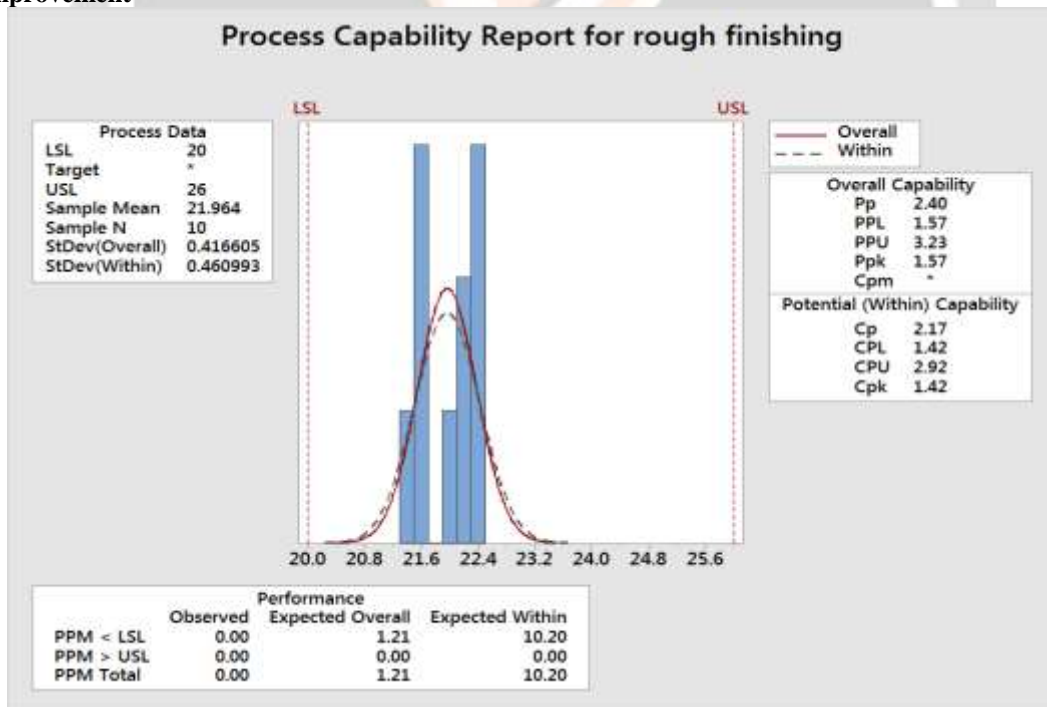 Process Capability Report for rough finishing
LSL USL
Process Data
LSL 20
Target *
USL 26
Sample Mean 21.964
Sample N 10
StDev(Overall) 0.416605
StDev(Within) 0.460993
Overall
Within
Overall Capability
Pp 2.40
PPL 1.57
PPU 3.23
Ppk 1.57
Cpm *
Potential (Within) Capability
Cp 2.17
CPL 1.42
CPU 2.92
Cpk 1.42
20.0 20.8 21.6 22.4 23.2 24.0 24.8 25.6
Performance
Observed Expected Overall Expected Within
PPM < LSL 0.00 1.21 10.20
PPM > USL 0.00 0.00 0.00
PPM Total 0.00 1.21 10.20